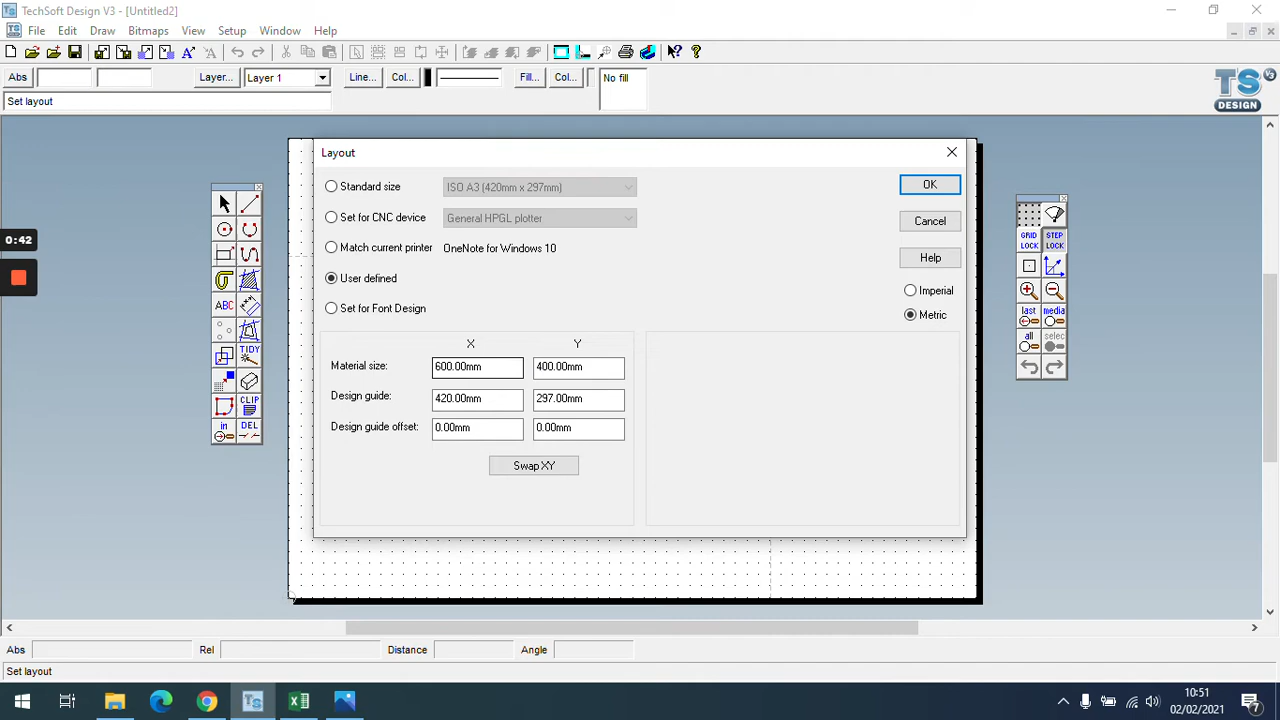 TechSoft Design V3 - [Untitled2]
File Edit Draw Bitmaps View Setup Window Help
Abs Layer... Layer 1 Line... Col... Fill... Col... No fill
Set layout
TS V3
DESIGN
Layout
Standard size ISO A3 (420mm x 297mm) OK
Set for CNC device General HPGL plotter Cancel
Match current printer OneNote for Windows 10 Help
User defined
Imperial
Set for Font Design Metric
X Y
Material size: 600.00mm 400.00mm
Design guide: 420.00mm 297.00mm
Design guide offset: 0.00mm 0.00mm
Swap XY
0:42
ABC
TIDY
CLIP
in DEL
GRID LOCK STEP LOCK
last media
all selec
Abs Rel Distance Angle
Set layout
TS
10:51
02/02/2021
7